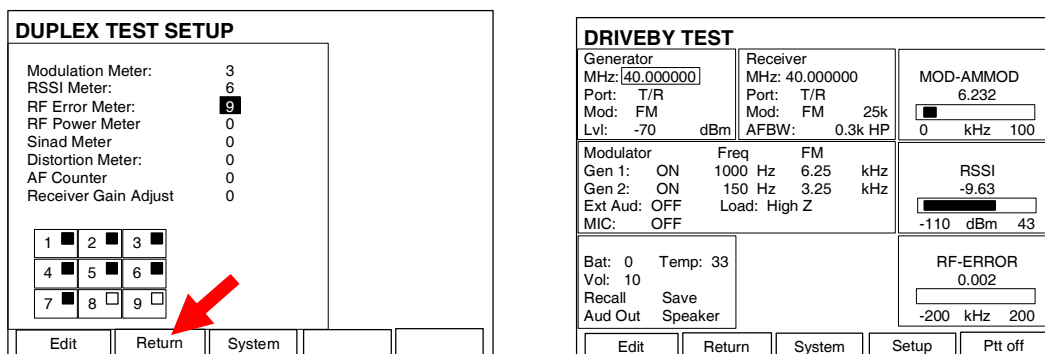 DUPLEX TEST SETUP
Modulation Meter: 3
RSSI Meter: 6
RF Error Meter: 9
RF Power Meter 0
Sinad Meter 0
Distortion Meter: 0
AF Counter 0
Receiver Gain Adjust 0
1 2 3
4 5 6
7 8 9
Edit Return System
DRIVEBY TEST
Generator
MHz: 40.000000
Port: T/R
Mod: FM
Lvl: -70 dBm
Receiver
MHz: 40.000000
Port: T/R
Mod: FM 25k
AFBW: 0.3k HP
MOD-AMMOD
6.232
0 kHz 100
Modulator Freq FM
Gen 1: ON 1000 Hz 6.25 kHz
Gen 2: ON 150 Hz 3.25 kHz
Ext Aud: OFF Load: High Z
MIC: OFF
RSSI
-9.63
-110 dBm 43
Bat: 0 Temp: 33
Vol: 10
Recall Save
Aud Out Speaker
RF-ERROR
0.002
-200 kHz 200
Edit Return System Setup Ptt off